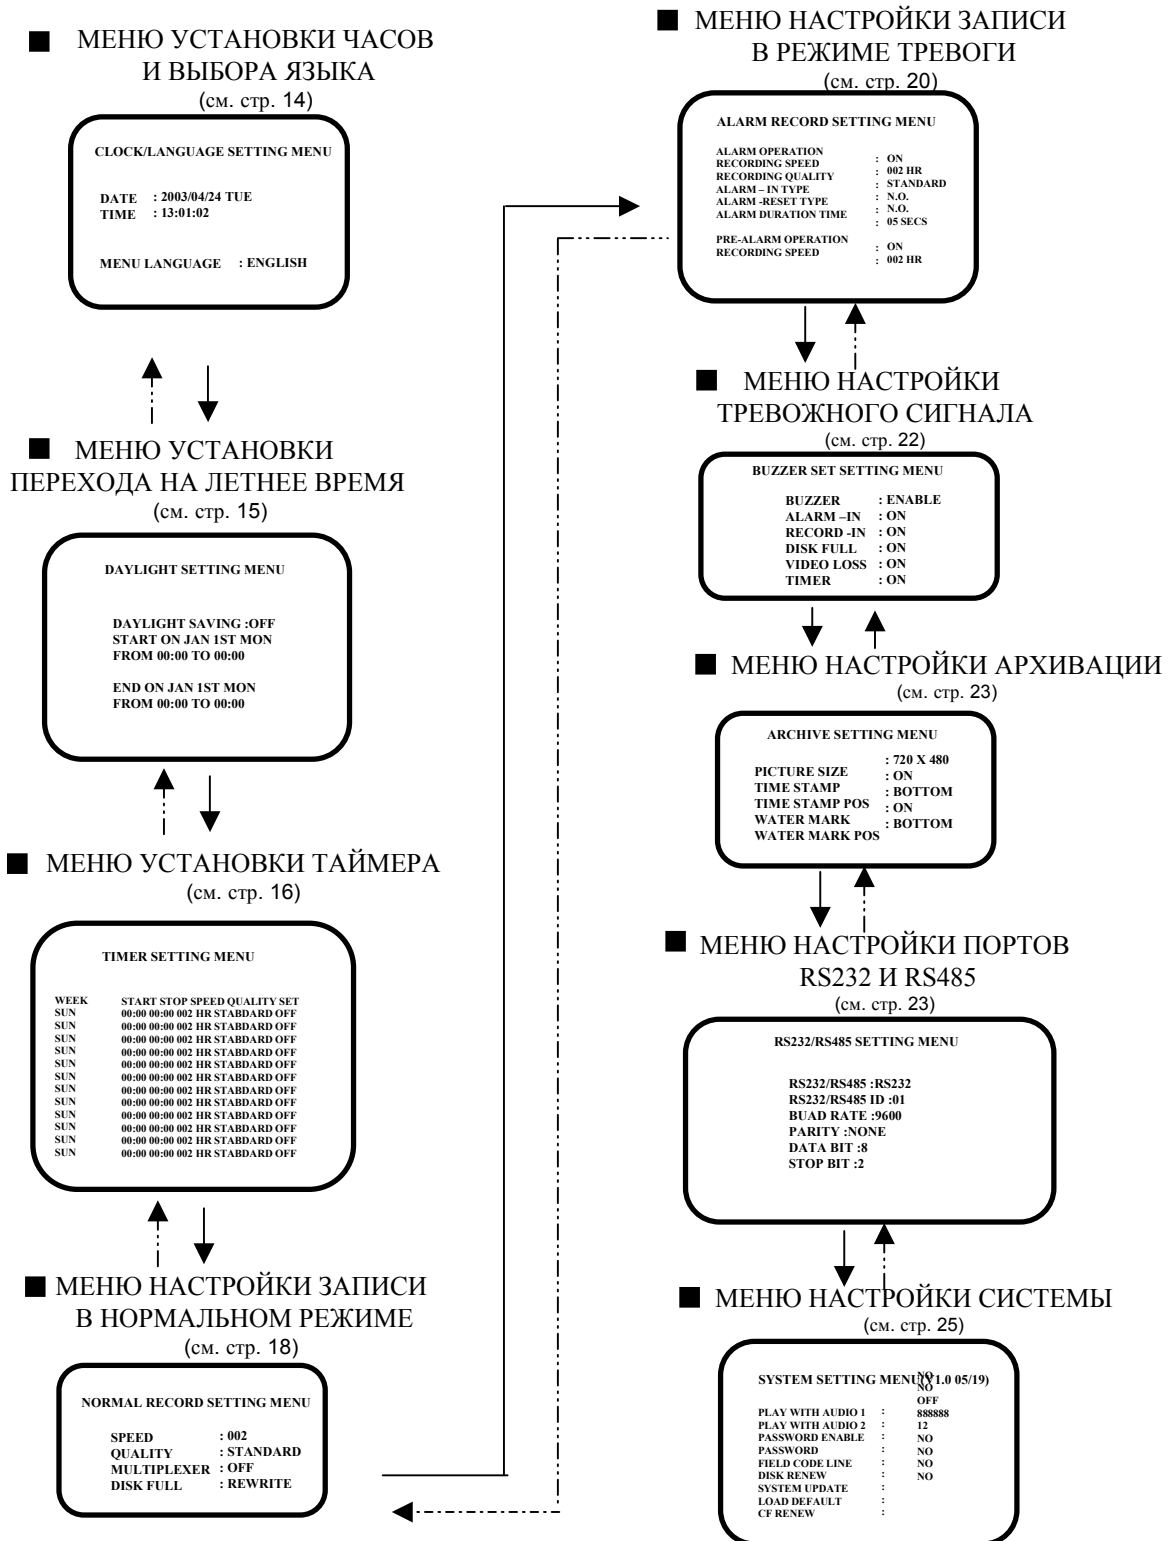 ■ МЕНЮ УСТАНОВКИ ЧАСОВ
И ВЫБОРА ЯЗЫКА
(см. стр. 14)
CLOCK/LANGUAGE SETTING MENU
DATE : 2003/04/24 TUE
TIME : 13:01:02
MENU LANGUAGE : ENGLISH
■ МЕНЮ УСТАНОВКИ
ПЕРЕХОДА НА ЛЕТНЕЕ ВРЕМЯ
(см. стр. 15)
DAYLIGHT SETTING MENU
DAYLIGHT SAVING :OFF
START ON JAN 1ST MON
FROM 00:00 TO 00:00
END ON JAN 1ST MON
FROM 00:00 TO 00:00
■ МЕНЮ УСТАНОВКИ ТАЙМЕРА
(см. стр. 16)
TIMER SETTING MENU
WEEK START STOP SPEED QUALITY SET
SUN 00:00 00:00 002 HR STABDARD OFF
SUN 00:00 00:00 002 HR STABDARD OFF
SUN 00:00 00:00 002 HR STABDARD OFF
SUN 00:00 00:00 002 HR STABDARD OFF
SUN 00:00 00:00 002 HR STABDARD OFF
SUN 00:00 00:00 002 HR STABDARD OFF
SUN 00:00 00:00 002 HR STABDARD OFF
SUN 00:00 00:00 002 HR STABDARD OFF
SUN 00:00 00:00 002 HR STABDARD OFF
SUN 00:00 00:00 002 HR STABDARD OFF
SUN 00:00 00:00 002 HR STABDARD OFF
SUN 00:00 00:00 002 HR STABDARD OFF
■ МЕНЮ НАСТРОЙКИ ЗАПИСИ
В НОРМАЛЬНОМ РЕЖИМЕ
(см. стр. 18)
NORMAL RECORD SETTING MENU
SPEED : 002
QUALITY : STANDARD
MULTIPLEXER : OFF
DISK FULL : REWRITE
■ МЕНЮ НАСТРОЙКИ ЗАПИСИ
В РЕЖИМЕ ТРЕВОГИ
(см. стр. 20)
ALARM RECORD SETTING MENU
ALARM OPERATION : ON
RECORDING SPEED : 002 HR
RECORDING QUALITY : STANDARD
ALARM – IN TYPE : N.O.
ALARM -RESET TYPE : N.O.
ALARM DURATION TIME : 05 SECS
PRE-ALARM OPERATION : ON
RECORDING SPEED : 002 HR
■ МЕНЮ НАСТРОЙКИ
ТРЕВОЖНОГО СИГНАЛА
(см. стр. 22)
BUZZER SET SETTING MENU
BUZZER : ENABLE
ALARM –IN : ON
RECORD -IN : ON
DISK FULL : ON
VIDEO LOSS : ON
TIMER : ON
■ МЕНЮ НАСТРОЙКИ АРХИВАЦИИ
(см. стр. 23)
ARCHIVE SETTING MENU
PICTURE SIZE : 720 X 480
TIME STAMP : ON
TIME STAMP POS : BOTTOM
WATER MARK : ON
WATER MARK POS : BOTTOM
■ МЕНЮ НАСТРОЙКИ ПОРТОВ
RS232 И RS485
(см. стр. 23)
RS232/RS485 SETTING MENU
RS232/RS485 :RS232
RS232/RS485 ID :01
BUAD RATE :9600
PARITY :NONE
DATA BIT :8
STOP BIT :2
■ МЕНЮ НАСТРОЙКИ СИСТЕМЫ
(см. стр. 25)
SYSTEM SETTING MENU(V1.0 05/19)
PLAY WITH AUDIO 1 : NO
PLAY WITH AUDIO 2 : NO
PASSWORD ENABLE : OFF
PASSWORD : 888888
FIELD CODE LINE : 12
DISK RENEW : NO
SYSTEM UPDATE : NO
LOAD DEFAULT : NO
CF RENEW : NO